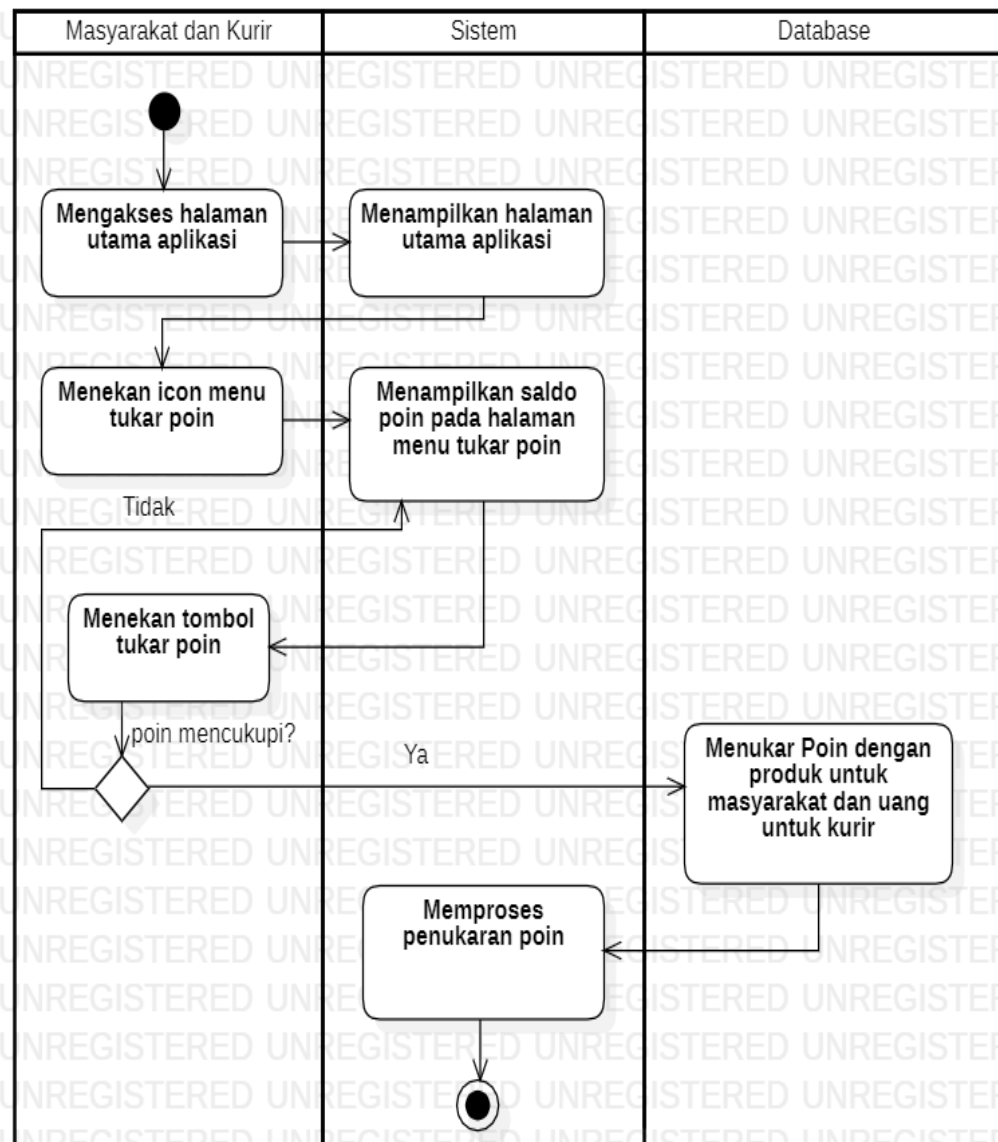 Masyarakat dan Kurir
Sistem
Database
Mengakses halaman
utama aplikasi
Menampilkan halaman
utama aplikasi
Menekan icon menu
tukar poin
Menampilkan saldo
poin pada halaman
menu tukar poin
Tidak
Menekan tombol
tukar poin
poin mencukupi?
Ya
Menukar Poin dengan
produk untuk
masyarakat dan uang
untuk kurir
Memproses
penukaran poin
UNREGISTERED